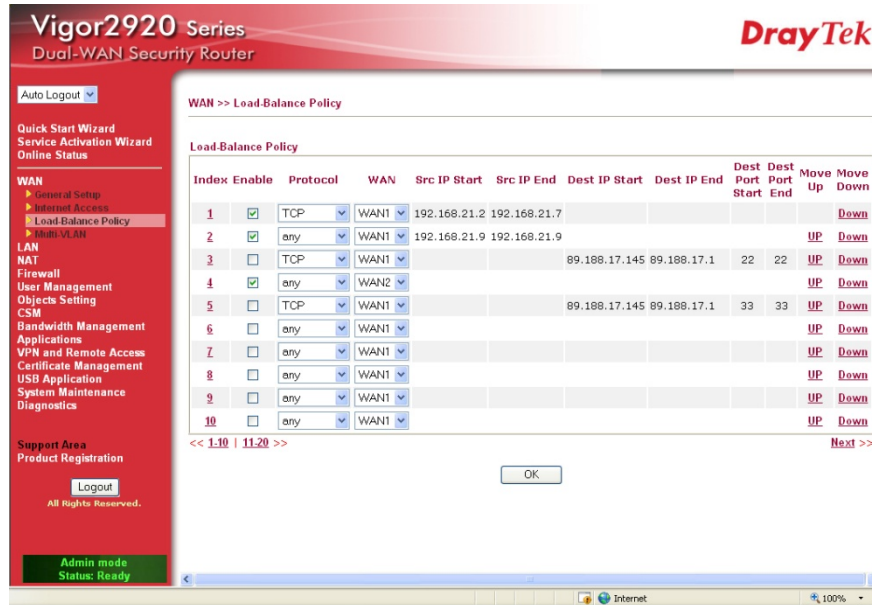 Vigor2920 Series
Dual-WAN Security Router
DrayTek
Auto Logout
Quick Start Wizard
Service Activation Wizard
Online Status
WAN
General Setup
Internet Access
Load-Balance Policy
Multi-VLAN
LAN
NAT
Firewall
User Management
Objects Setting
CSM
Bandwidth Management
Applications
VPN and Remote Access
Certificate Management
USB Application
System Maintenance
Diagnostics
Support Area
Product Registration
Logout
All Rights Reserved.
Admin mode
Status: Ready
WAN >> Load-Balance Policy
Load-Balance Policy
Index Enable Protocol WAN Src IP Start Src IP End Dest IP Start Dest IP End Dest Port Start Dest Port End Move Up Move Down
1 TCP WAN1 192.168.21.2 192.168.21.7 Down
2 any WAN1 192.168.21.9 192.168.21.9 UP Down
3 TCP WAN1 89.188.17.145 89.188.17.1 22 22 UP Down
4 any WAN2 UP Down
5 TCP WAN1 89.188.17.145 89.188.17.1 33 33 UP Down
6 any WAN1 UP Down
7 any WAN1 UP Down
8 any WAN1 UP Down
9 any WAN1 UP Down
10 any WAN1 UP Down
<< 1-10 | 11-20 >> Next >>
OK
Internet 100%